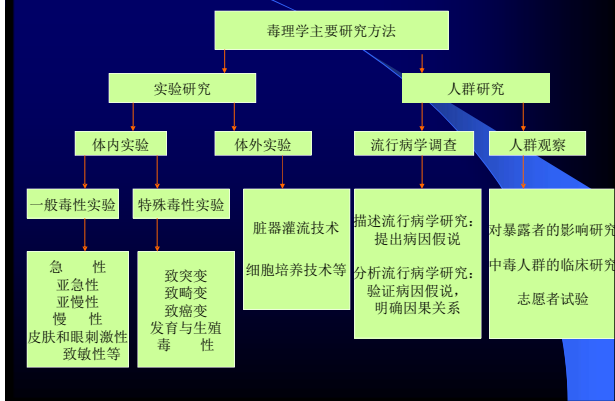 毒理学主要研究方法
实验研究
人群研究
体内实验
体外实验
流行病学调查
人群观察
一般毒性实验
特殊毒性实验
脏器灌流技术
细胞培养技术等
描述流行病学研究：
提出病因假说
分析流行病学研究：
验证病因假说，
明确因果关系
对暴露者的影响研究
中毒人群的临床研究
志愿者试验
急 性
亚急性
亚慢性
慢 性
皮肤和眼刺激性
致敏性等
致突变
致畸变
致癌变
发育与生殖
毒 性